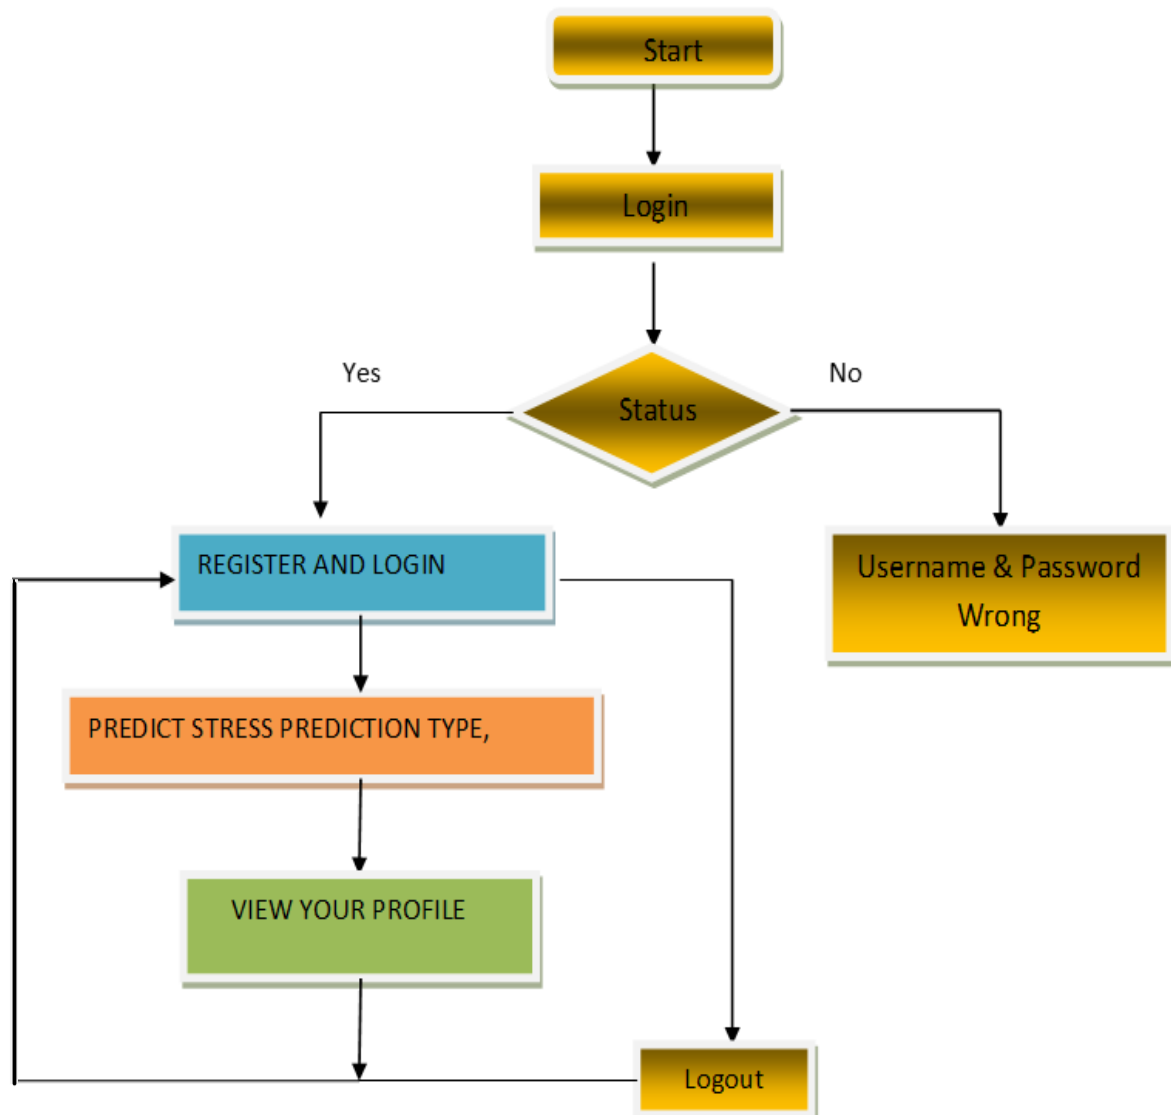 Start
Login
Yes
No
Status
REGISTER AND LOGIN
Username & Password
Wrong
PREDICT STRESS PREDICTION TYPE,
VIEW YOUR PROFILE
Logout